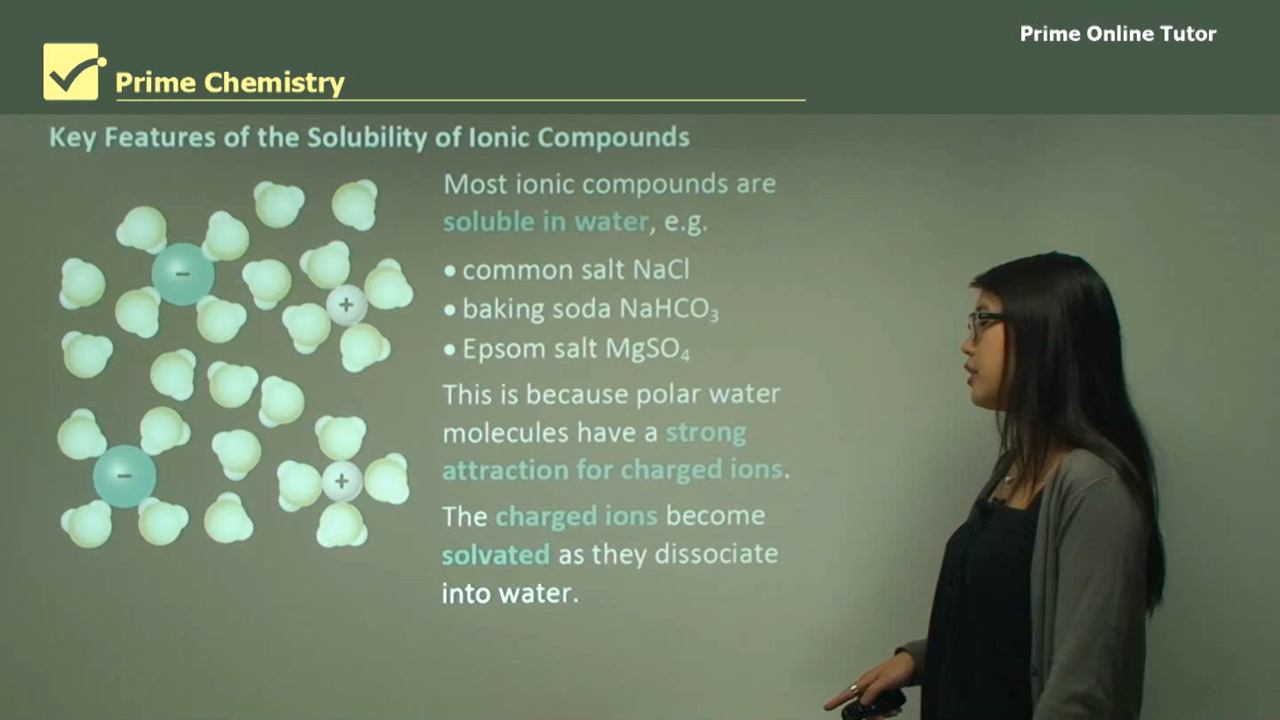 Prime Online Tutor
Prime Chemistry
Key Features of the Solubility of Ionic Compounds
Most ionic compounds are
soluble in water, e.g.
• common salt NaCl
• baking soda NaHCO₃
• Epsom salt MgSO₄
This is because polar water
molecules have a strong
attraction for charged ions.
The charged ions become
solvated as they dissociate
into water.
-
+
-
+